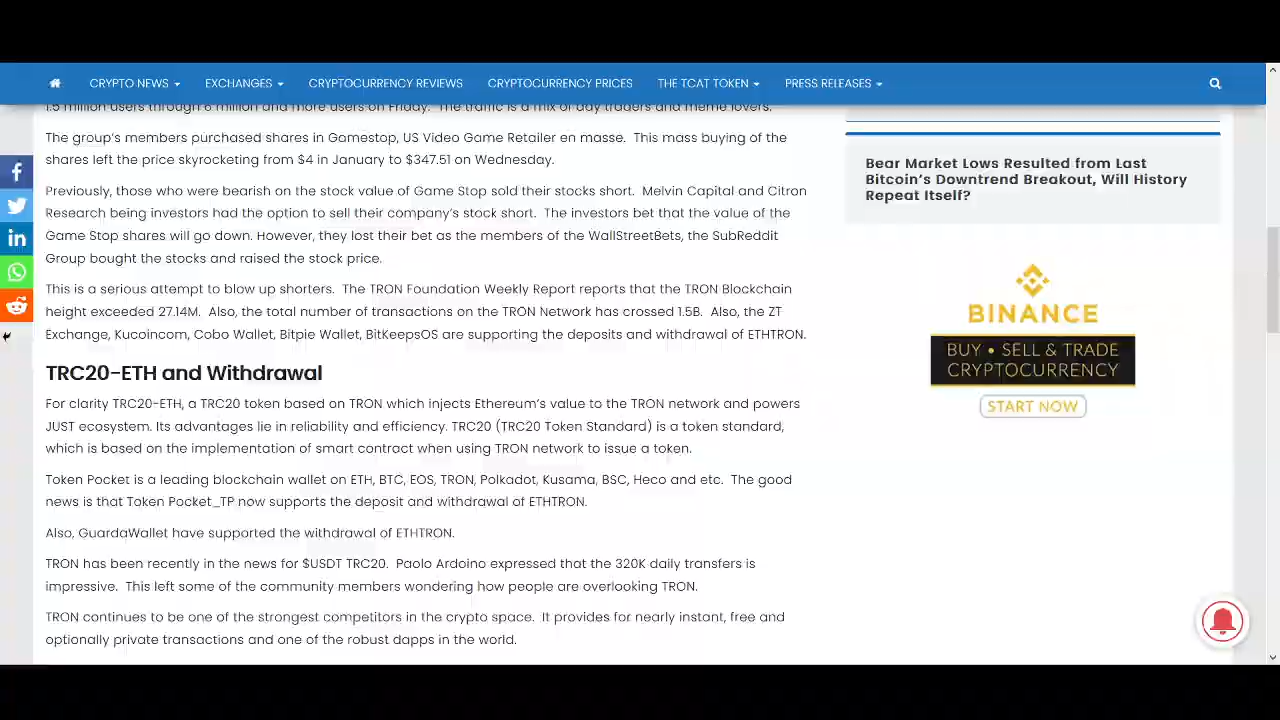 CRYPTO NEWS EXCHANGES CRYPTOCURRENCY REVIEWS CRYPTOCURRENCY PRICES THE TCAT TOKEN PRESS RELEASES
1.5 million users through 6 million and more users on Friday. The traffic is a mix of day traders and meme lovers.
The group's members purchased shares in Gamestop, US Video Game Retailer en masse. This mass buying of the
shares left the price skyrocketing from $4 in January to $347.51 on Wednesday.
Previously, those who were bearish on the stock value of Game Stop sold their stocks short. Melvin Capital and Citron
Research being investors had the option to sell their company's stock short. The investors bet that the value of the
Game Stop shares will go down. However, they lost their bet as the members of the WallStreetBets, the SubReddit
Group bought the stocks and raised the stock price.
This is a serious attempt to blow up shorters. The TRON Foundation Weekly Report reports that the TRON Blockchain
height exceeded 27.14M. Also, the total number of transactions on the TRON Network has crossed 1.5B. Also, the ZT
Exchange, Kucoincom, Cobo Wallet, Bitpie Wallet, BitKeepsOS are supporting the deposits and withdrawal of ETHTRON.
TRC20-ETH and Withdrawal
For clarity TRC20-ETH, a TRC20 token based on TRON which injects Ethereum's value to the TRON network and powers
JUST ecosystem. Its advantages lie in reliability and efficiency. TRC20 (TRC20 Token Standard) is a token standard,
which is based on the implementation of smart contract when using TRON network to issue a token.
Token Pocket is a leading blockchain wallet on ETH, BTC, EOS, TRON, Polkadot, Kusama, BSC, Heco and etc. The good
news is that Token Pocket_TP now supports the deposit and withdrawal of ETHTRON.
Also, GuardaWallet have supported the withdrawal of ETHTRON.
TRON has been recently in the news for $USDT TRC20. Paolo Ardoino expressed that the 320K daily transfers is
impressive. This left some of the community members wondering how people are overlooking TRON.
TRON continues to be one of the strongest competitors in the crypto space. It provides for nearly instant, free and
optionally private transactions and one of the robust dapps in the world.
Bear Market Lows Resulted from Last
Bitcoin's Downtrend Breakout, Will History
Repeat Itself?
BINANCE
BUY • SELL & TRADE
CRYPTOCURRENCY
START NOW